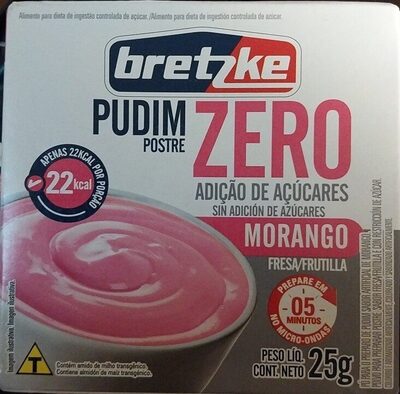 Alimento para dieta de ingestão controlada de açúcar./Alimento para dieta de ingestión controlada de azúcar.
bretzke
PUDIM
POSTRE
ZERO
ADIÇÃO DE AÇÚCARES
SIN ADICIÓN DE AZÚCARES
MORANGO
FRESA/FRUTILLA
APENAS 22KCAL POR PORÇÃO
22kcal
PREPARE EM
05
MINUTOS
NO MICRO-ONDAS
PESO LÍQ.
CONT. NETO
25g
T
Contém amido de milho transgênico.
Contiene almidón de maíz transgénico.
Imagem ilustrativa. Imagen ilustrativa.